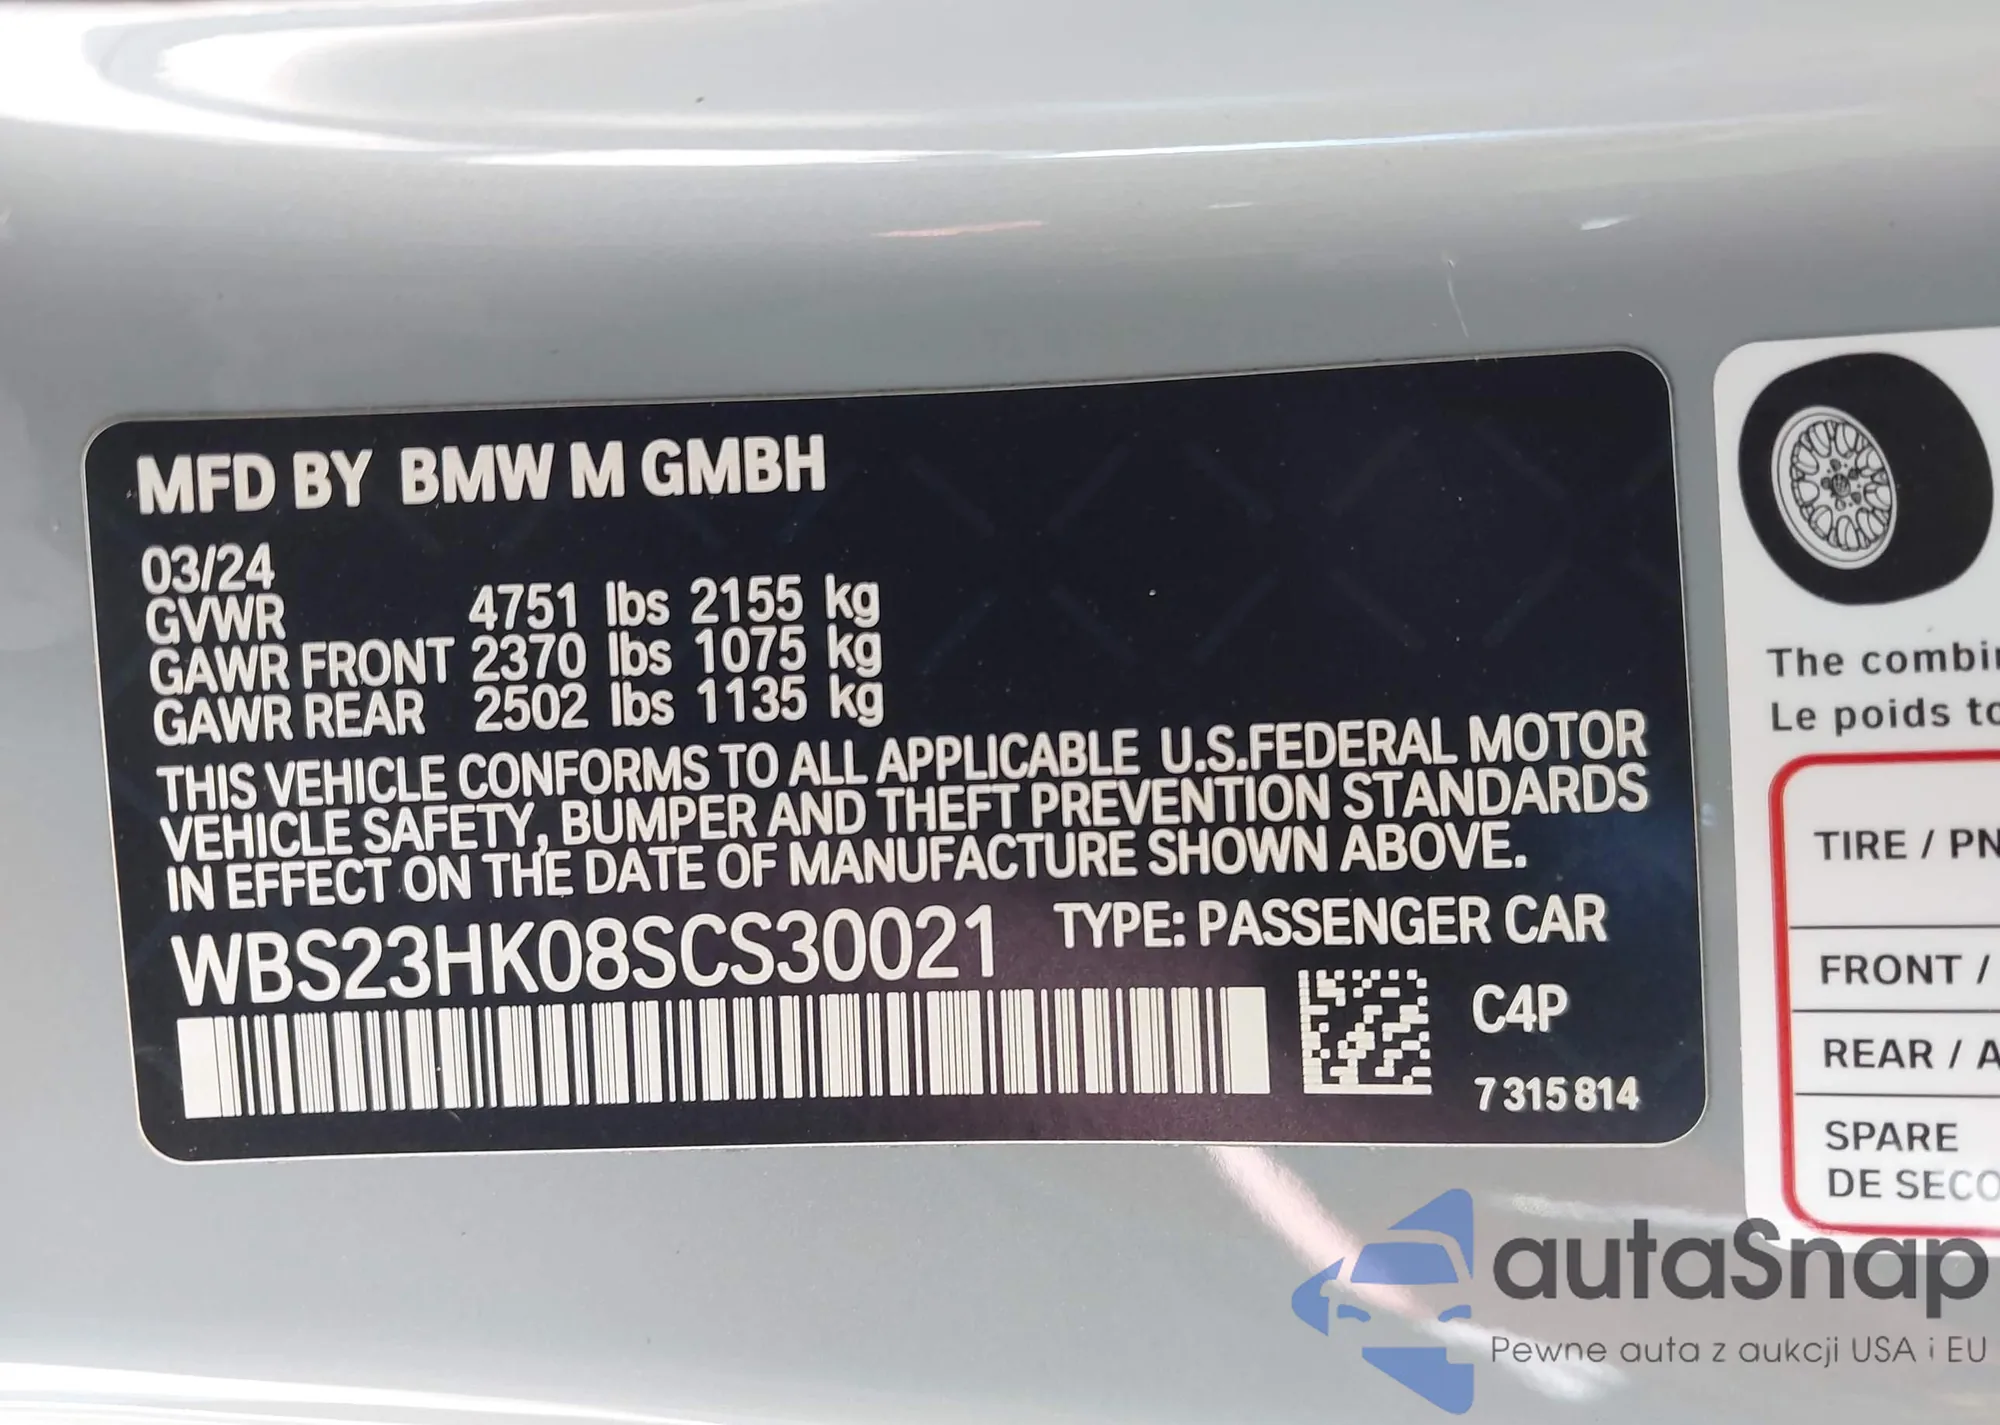 MFD BY BMW M GMBH
03/24
GVWR 4751 lbs 2155 kg
GAWR FRONT 2370 lbs 1075 kg
GAWR REAR 2502 lbs 1135 kg
THIS VEHICLE CONFORMS TO ALL APPLICABLE U.S.FEDERAL MOTOR
VEHICLE SAFETY, BUMPER AND THEFT PREVENTION STANDARDS
IN EFFECT ON THE DATE OF MANUFACTURE SHOWN ABOVE.
WBS23HK08SCS30021 TYPE: PASSENGER CAR
C4P
7 315 814
The combin
Le poids to
TIRE / PN
FRONT /
REAR / A
SPARE
DE SECO
autaSnap
Pewne auta z aukcji USA i EU